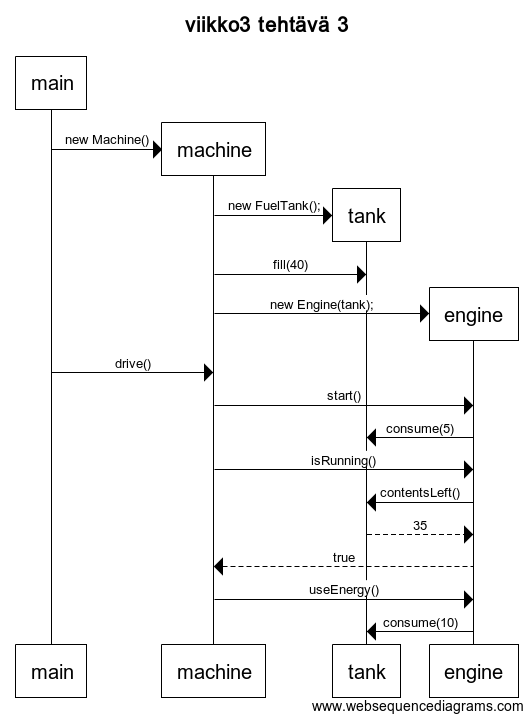 viikko3 tehtävä 3
main
new Machine()
machine
new FuelTank();
tank
fill(40)
new Engine(tank);
engine
drive()
start()
consume(5)
isRunning()
contentsLeft()
35
true
useEnergy()
consume(10)
main machine tank engine
www.websequencediagrams.com